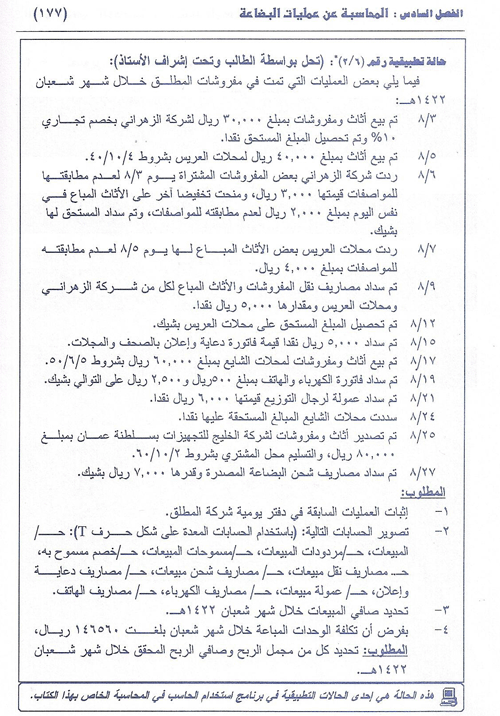 الفصل السادس : المحاسبة عن عمليات البضاعة (١٧٧)
حالة تطبيقية رقم (٣/٦)*: (تحل بواسطة الطالب وتحت إشراف الأستاذ):
فيما يلي بعض العمليات التي تمت في مفروشات المطلق خلال شهر شعبان
١٤٢٢هـ:
٨/٣ تم بيع أثاث ومفروشات بمبلغ ٣٠,٠٠٠ ريال لشركة الزهراني بخصم تجاري
١٠% وتم تحصيل المبلغ المستحق نقدا.
٨/٥ تم بيع أثاث بمبلغ ٤٠,٠٠٠ ريال لمحلات العريس بشروط ٤٠/١٠/٤.
٨/٦ ردت شركة الزهراني بعض المفروشات المشتراة يوم ٨/٣ لعدم مطابقتها
للمواصفات قيمتها ٣,٠٠٠ ريال، ومنحت تخفيضا آخر على الأثاث المباع في
نفس اليوم بمبلغ ٢,٠٠٠ ريال لعدم مطابقته للمواصفات، وتم سداد المستحق لها
بشيك.
٨/٧ ردت محلات العريس بعض الأثاث المباع لها يوم ٨/٥ لعدم مطابقته
للمواصفات بمبلغ ٤,٠٠٠ ريال.
٨/٩ تم سداد مصاريف نقل المفروشات والأثاث المباع لكل من شركة الزهراني
ومحلات العريس ومقدارها ٥,٠٠٠ ريال نقدا.
٨/١٢ تم تحصيل المبلغ المستحق على محلات العريس بشيك.
٨/١٥ تم سداد ٥,٠٠٠ ريال نقدا قيمة فاتورة دعاية وإعلان بالصحف والمجلات.
٨/١٧ تم بيع أثاث ومفروشات لمحلات الشايع بمبلغ ٦٠,٠٠٠ ريال بشروط ٥٠/٦/٥.
٨/١٩ تم سداد فاتورة الكهرباء والهاتف بمبلغ ٥٠٠ريال و٢,٥٠٠ ريال على التوالي بشيك.
٨/٢١ تم سداد عمولة لرجال التوزيع قيمتها ٦,٠٠٠ ريال نقدا.
٨/٢٤ سددت محلات الشايع المبالغ المستحقة عليها نقدا.
٨/٢٥ تم تصدير أثاث ومفروشات لشركة الخليج للتجهيزات بسلطنة عمان بمبلغ
٨٠,٠٠٠ ريال، والتسليم محل المشتري بشروط ٦٠/١٠/٢.
٨/٢٧ تم سداد مصاريف شحن البضاعة المصدرة وقدرها ٧,٠٠٠ ريال بشيك.
المطلوب:
١- إثبات العمليات السابقة في دفتر يومية شركة المطلق.
٢- تصوير الحسابات التالية: (باستخدام الحسابات المعدة على شكل حرف T): حـ/
المبيعات، حـ/مردودات المبيعات، حـ/مسموحات المبيعات، حـ/خصم مسموح به،
حـ مصاريف نقل مبيعات، حـ/ مصاريف شحن مبيعات، حـ/ مصاريف دعاية
وإعلان، حـ/ عمولة مبيعات، حـ/ مصاريف الكهرباء، حـ/ مصاريف الهاتف.
٣- تحديد صافي المبيعات خلال شهر شعبان ١٤٢٢هـ.
٤- بفرض أن تكلفة الوحدات المباعة خلال شهر شعبان بلغت ١٤٦٥٦٠ ريال،
المطلوب: تحديد كل من مجمل الربح وصافي الربح المحقق خلال شهر شعبان
١٤٢٢هـ.
هذه الحالة هي إحدى الحالات التطبيقية في برنامج استخدام الحاسب في المحاسبة الخاص بهذا الكتاب.